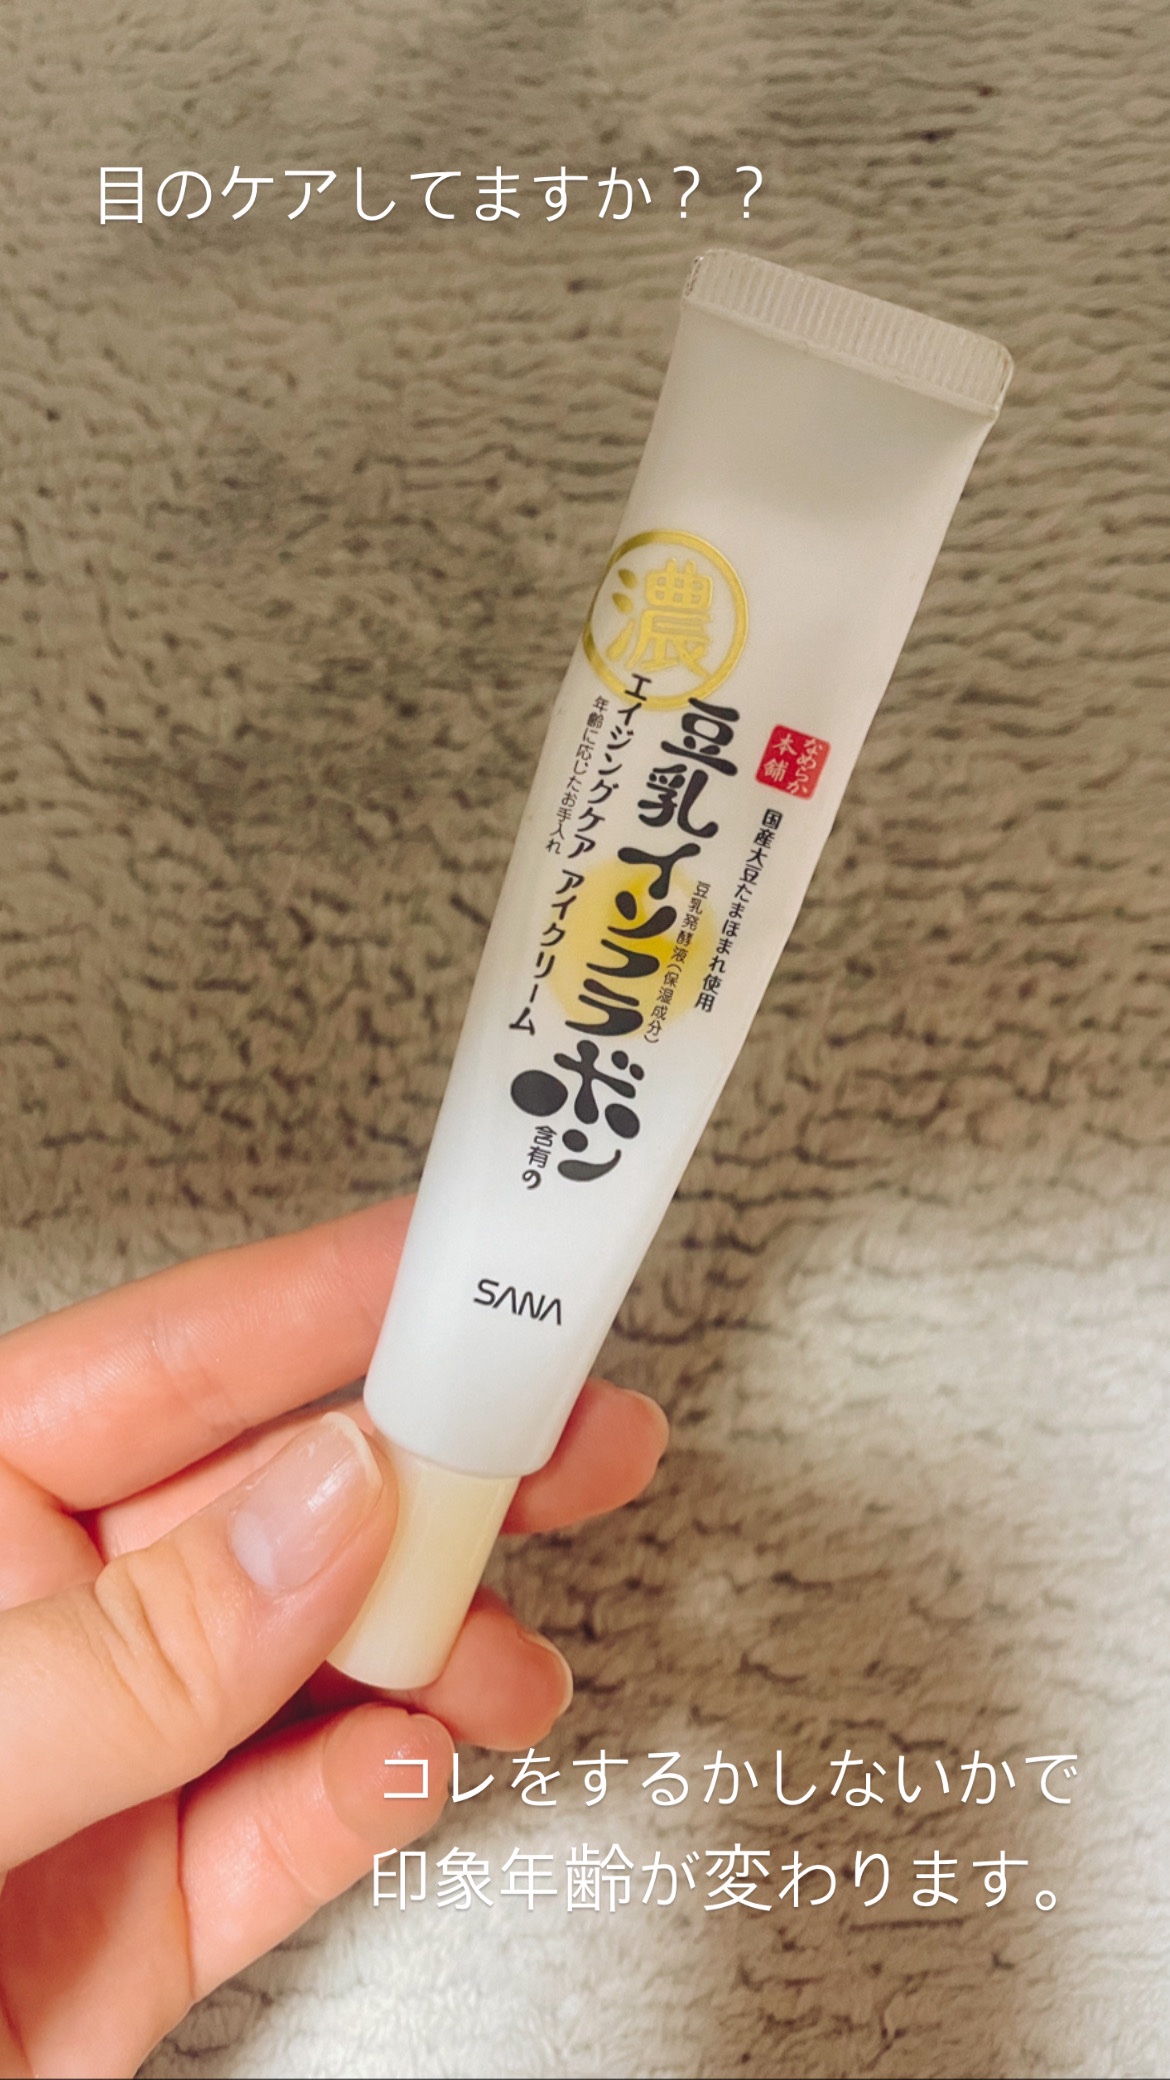 目のケアしてますか？？
濃
なめらか
本舗
国産大豆たまほまれ使用
豆乳発酵液(保湿成分)
豆乳イソフラボン
含有の
エイジングケア アイクリーム
年齢に応じたお手入れ
SANA
コレをするかしないかで
印象年齢が変わります。